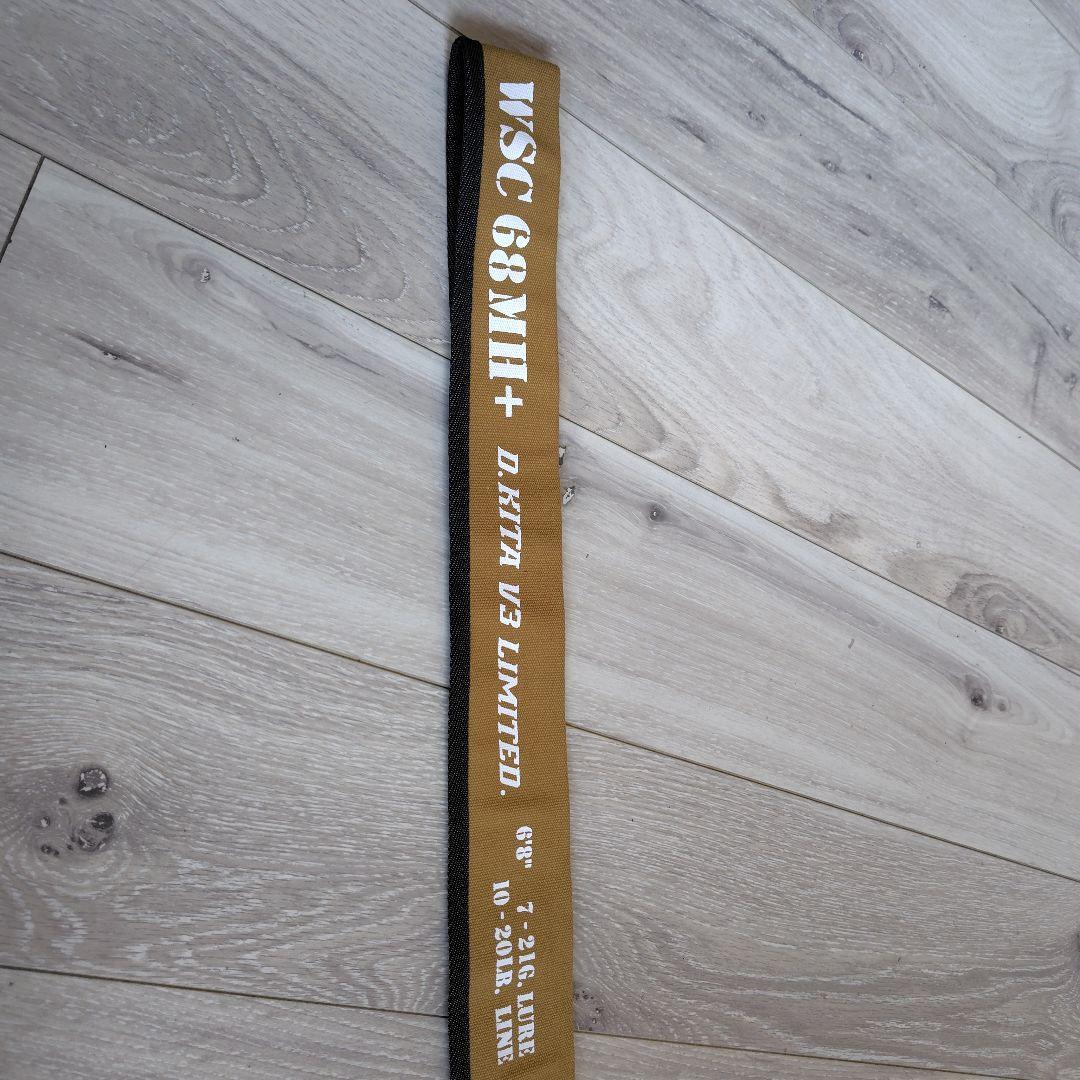 WSC 68MH+ D.KITA V3 LIMITED.
6'8" 7-21G. LURE
10-20LB. LINE